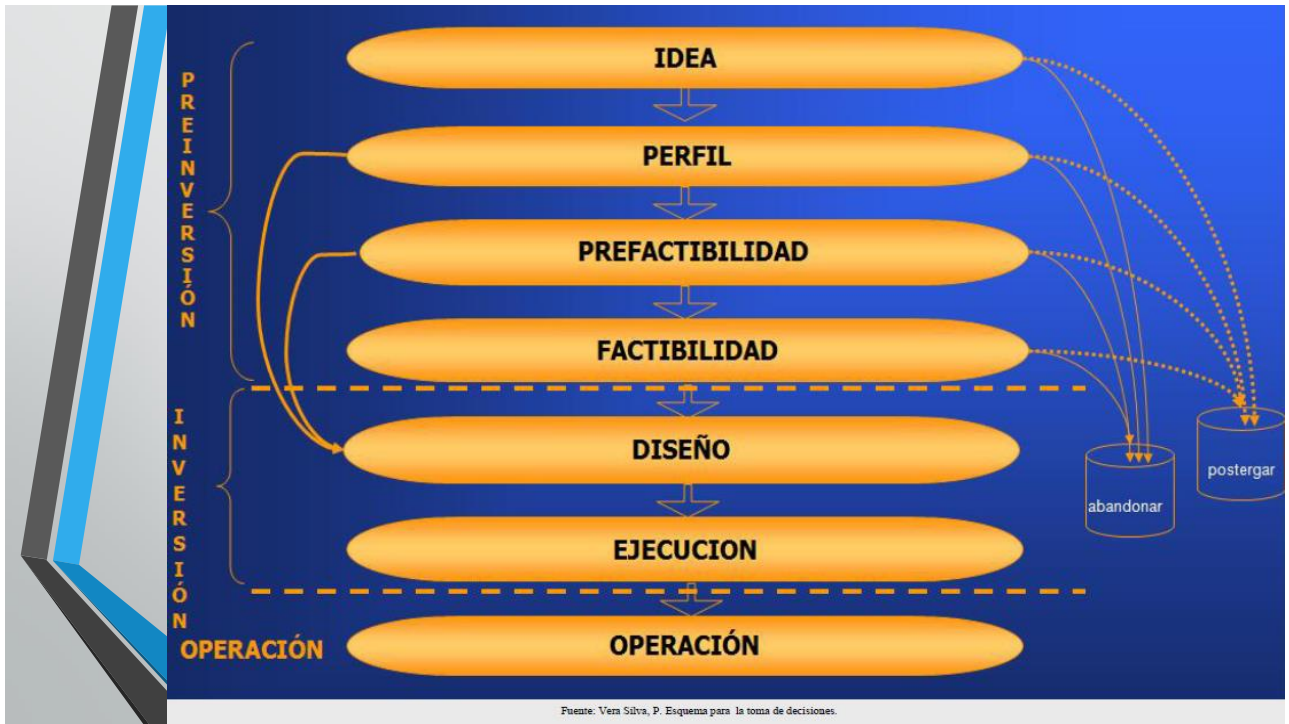 IDEA
PREINVERSIÓN
PERFIL
PREFACTIBILIDAD
FACTIBILIDAD
INVERSIÓN
DISEÑO
postergar
abandonar
EJECUCION
OPERACIÓN
OPERACIÓN
Fuente: Vera Silva, P. Esquema para la toma de decisiones.